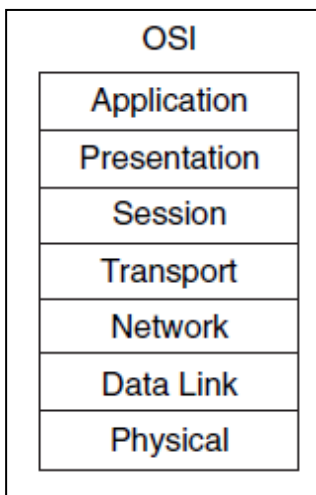 OSI
Application
Presentation
Session
Transport
Network
Data Link
Physical